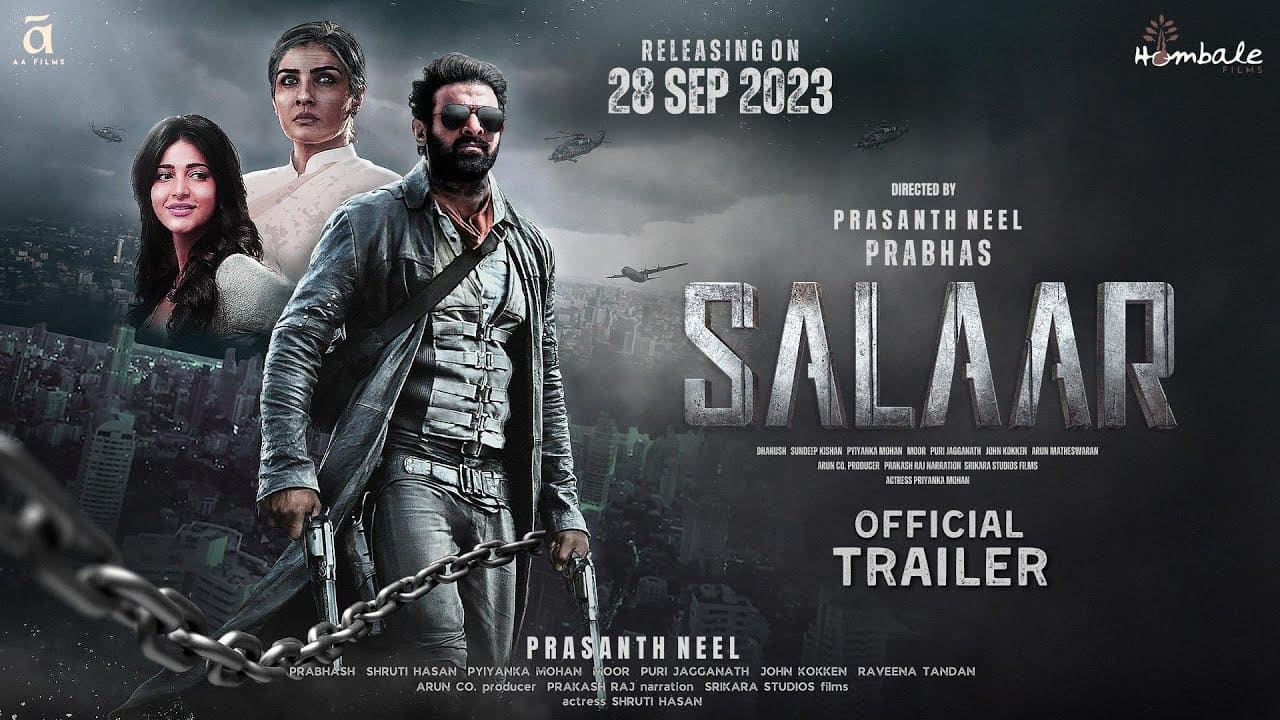 ā
AA FILMS
Hombale
FILMS
RELEASING ON
28 SEP 2023
DIRECTED BY
PRASANTH NEEL
PRABHAS
SALAAR
DHANUSH SUNDEEP KISHAN PYIYANKA MOHAN MOOR PURI JAGGANATH JOHN KOKKEN ARUN MATHESWARAN
ARUN CO. PRODUCER PRAKASH RAJ NARRATION SRIKARA STUDIOS FILMS
ACTRESS PRIYANKA MOHAN
OFFICIAL
TRAILER
PRASANTH NEEL
PRABHASH SHRUTI HASAN PYIYANKA MOHAN MOOR PURI JAGGANATH JOHN KOKKEN RAVEENA TANDAN
ARUN CO. producer PRAKASH RAJ narration SRIKARA STUDIOS films
actress SHRUTI HASAN